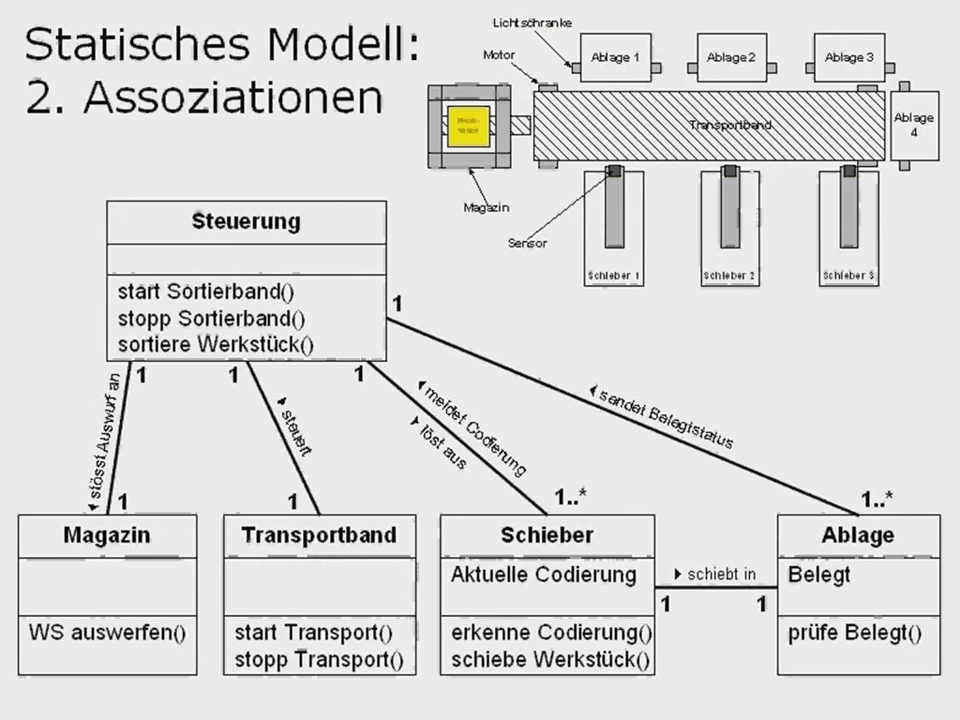 Statisches Modell:
2. Assoziationen
Lichtschranke
Motor
Ablage 1
Ablage 2
Ablage 3
Transportband
Ablage
4
Magazin
Sensor
Schieber 1
Schieber 2
Schieber 3
Steuerung
start Sortierband()
stopp Sortierband()
sortiere Werkstück()
1
1
1
1
stösst Auswurf an
steuert
meldet Codierung
löst aus
sendet Belegtstatus
1
1
1..*
1..*
Magazin
WS auswerfen()
Transportband
start Transport()
stopp Transport()
Schieber
Aktuelle Codierung
erkenne Codierung()
schiebe Werkstück()
schiebt in
1
1
Ablage
Belegt
prüfe Belegt()